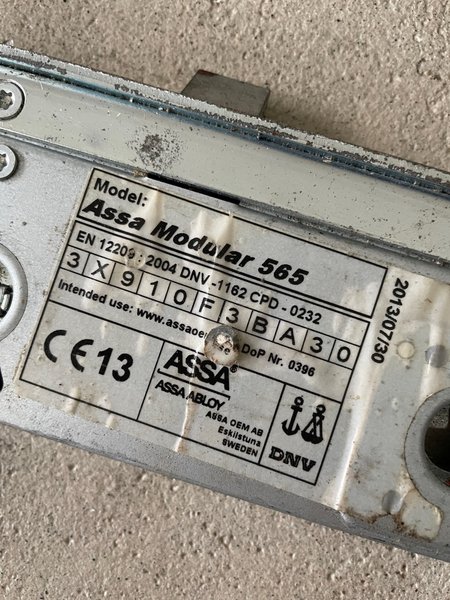 Model:
Assa Modular 565
EN 12209 : 2004 DNV -1162 CPD - 0232
3 X 9 1 0 F 3 B A 3 0
Intended use: www.assaoe DoP Nr. 0396
CE 13
ASSA®
ASSA ABLOY
ASSA OEM AB
Eskilstuna
SWEDEN
DNV
2013/07/30